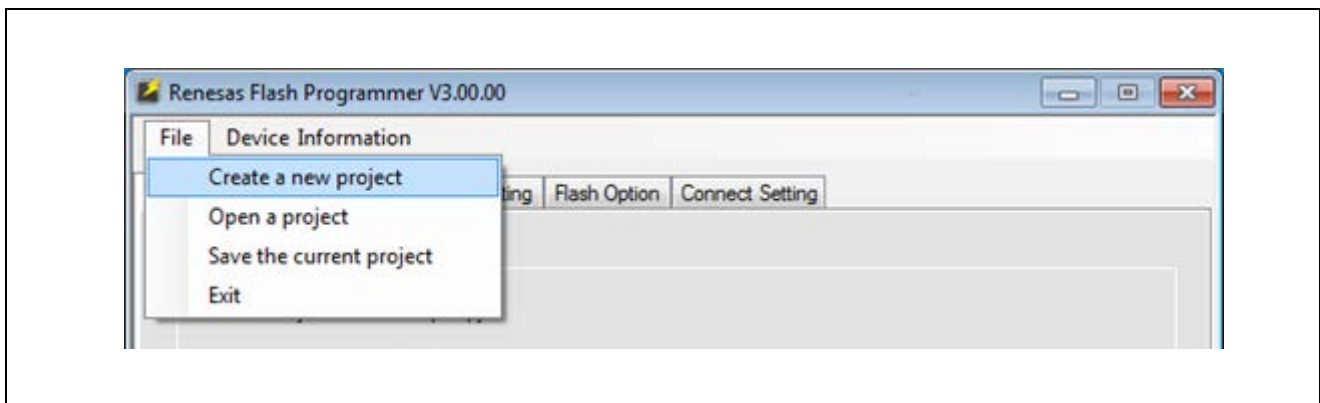 Renesas Flash Programmer V3.00.00
File Device Information
Create a new project
Flash Option Connect Setting
Open a project
Save the current project
Exit